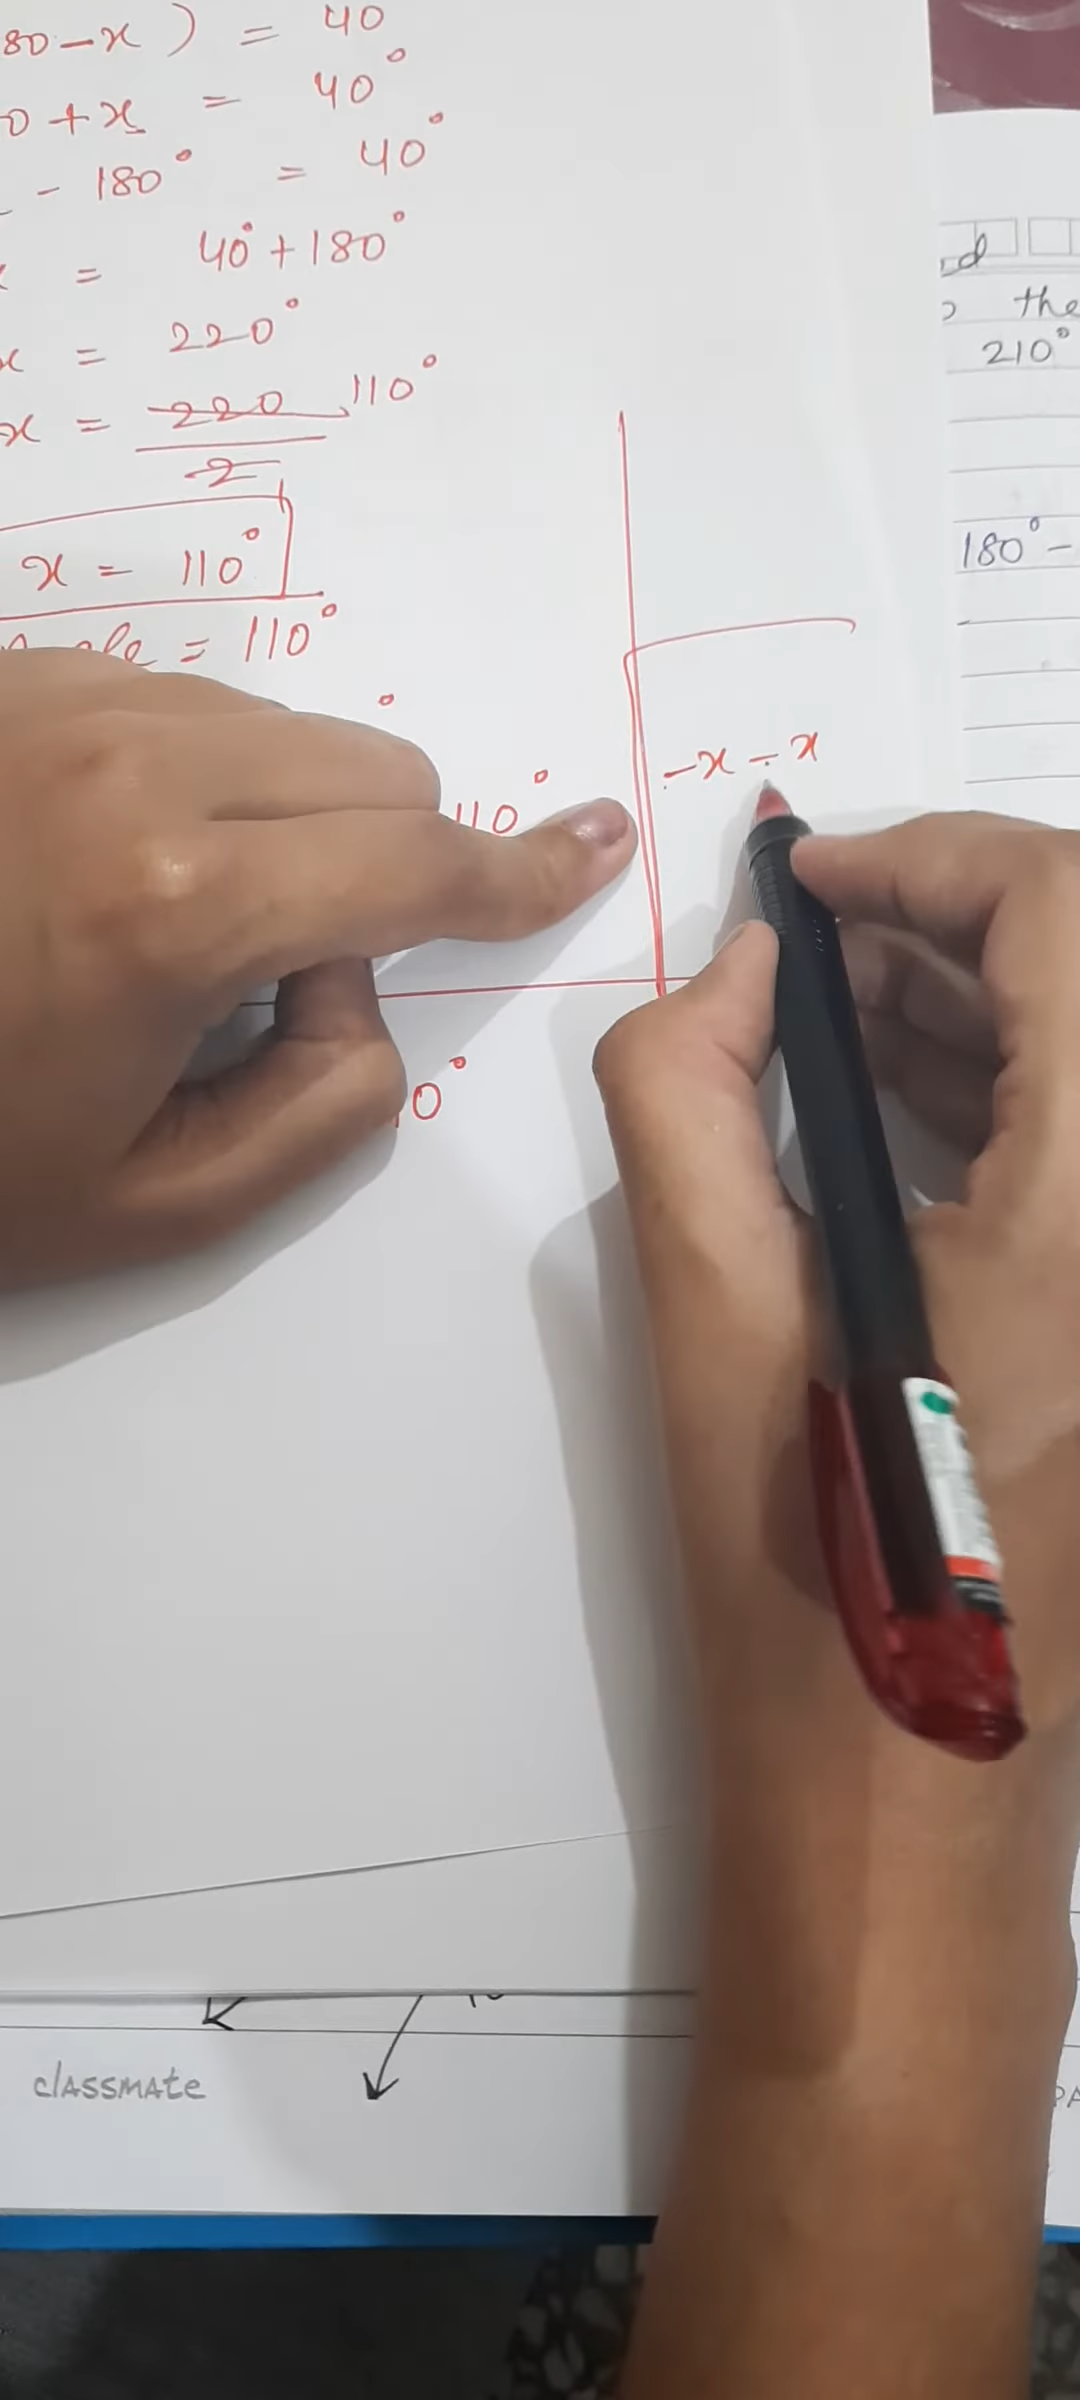 80 - x ) = 40
0 + x = 40°
- 180° = 40°
= 40° + 180°
x = 220°
x = 220 110°
2
x = 110°
= 110°
110°
0°
- x - x
d
the
210°
180° -
classmate
PA